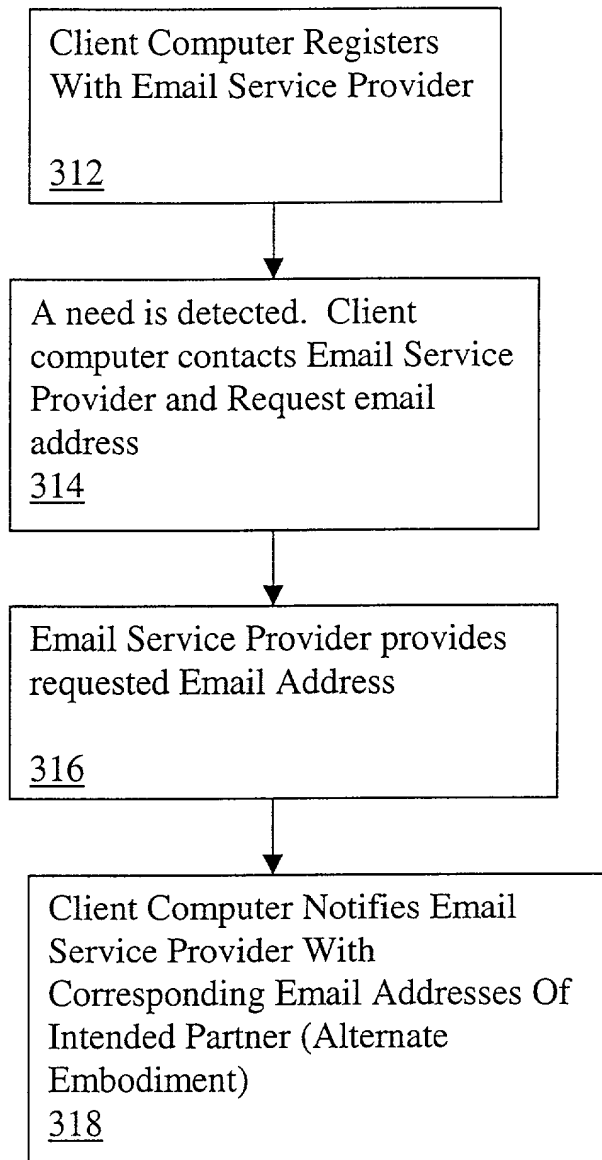 Client Computer Registers
With Email Service Provider
312
A need is detected. Client
computer contacts Email Service
Provider and Request email
address
314
Email Service Provider provides
requested Email Address
316
Client Computer Notifies Email
Service Provider With
Corresponding Email Addresses Of
Intended Partner (Alternate
Embodiment)
318